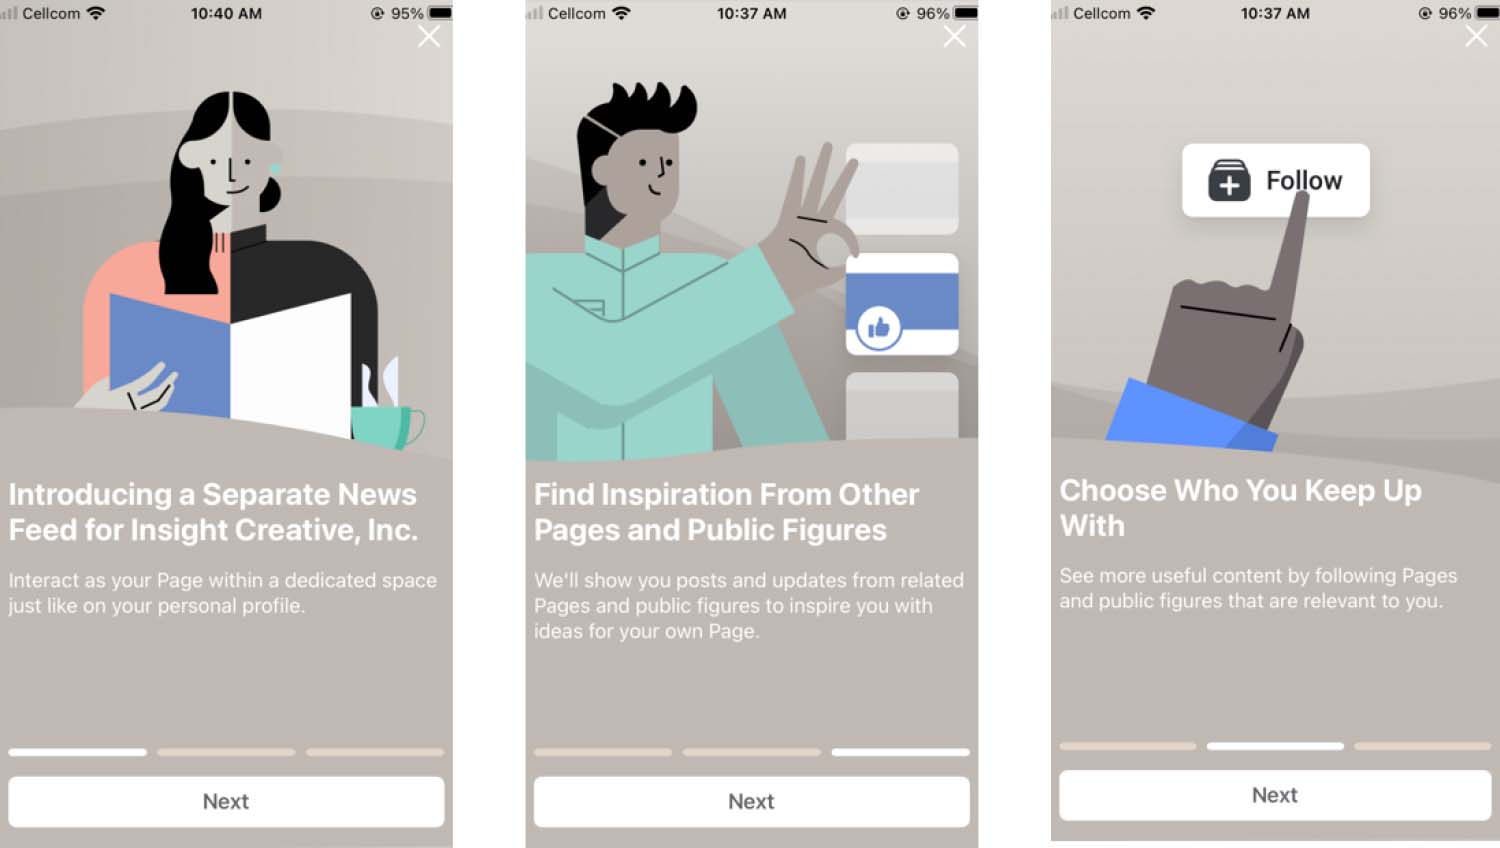 Cellcom
10:40 AM
95%
Introducing a Separate News
Feed for Insight Creative, Inc.
Interact as your Page within a dedicated space
just like on your personal profile.
Next
Cellcom
10:37 AM
96%
Find Inspiration From Other
Pages and Public Figures
We'll show you posts and updates from related
Pages and public figures to inspire you with
ideas for your own Page.
Next
Cellcom
10:37 AM
96%
Follow
Choose Who You Keep Up
With
See more useful content by following Pages
and public figures that are relevant to you.
Next